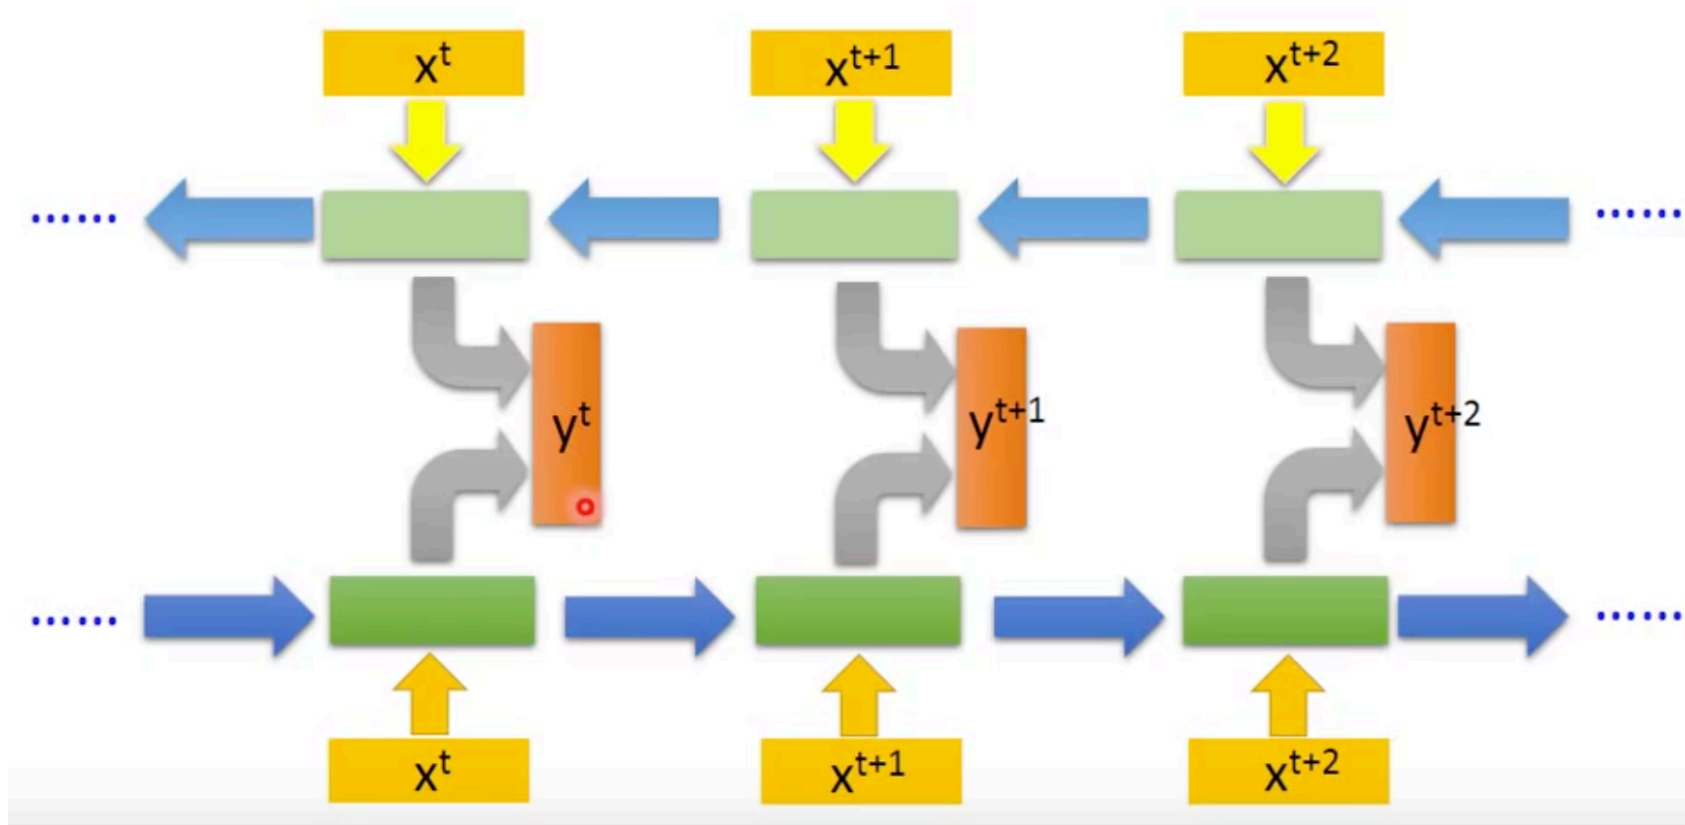 x^t x^{t+1} x^{t+2}
...... ......
y^t y^{t+1} y^{t+2}
...... ......
x^t x^{t+1} x^{t+2}